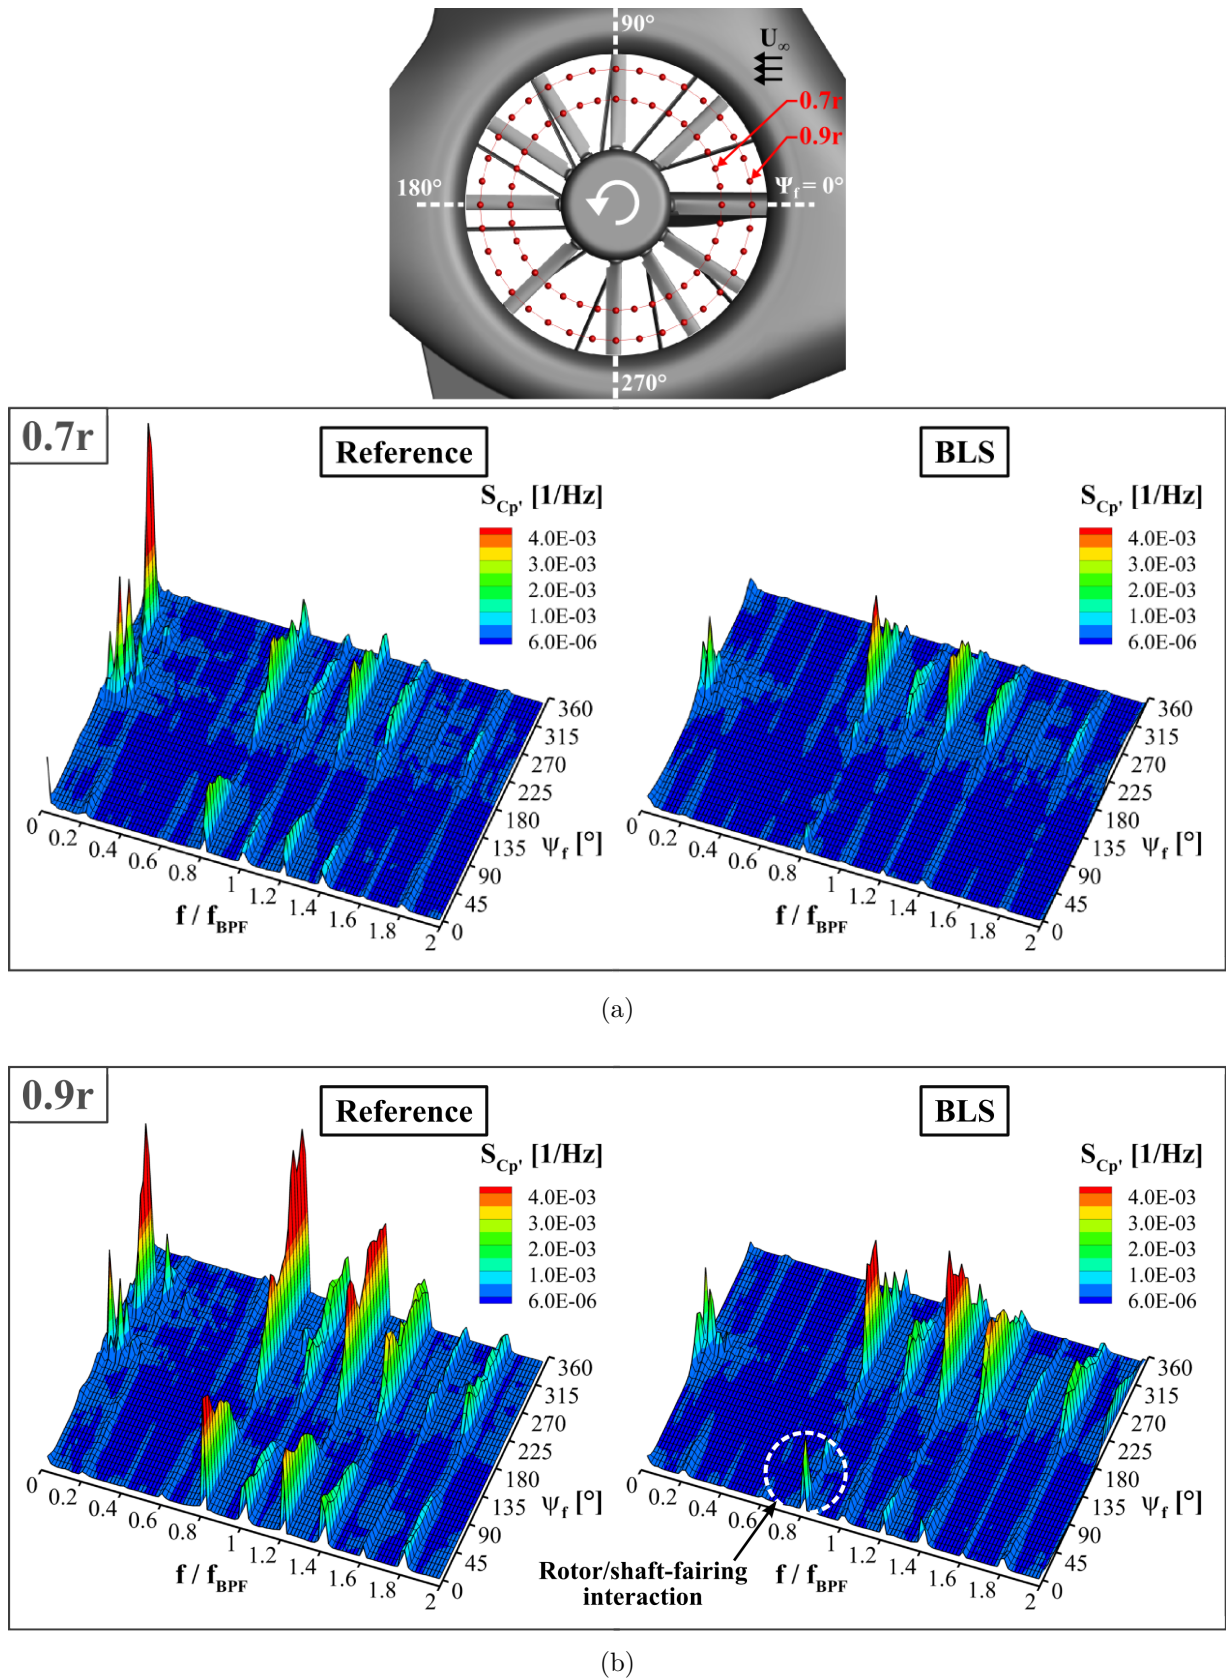 90°
U∞
0.7r
0.9r
180°
Ψf = 0°
270°
0.7r
Reference
BLS
SCp' [1/Hz]
4.0E-03
3.0E-03
2.0E-03
1.0E-03
6.0E-06
SCp' [1/Hz]
4.0E-03
3.0E-03
2.0E-03
1.0E-03
6.0E-06
0
0.2
0.4
0.6
0.8
1
1.2
1.4
1.6
1.8
2
f / fBPF
360
315
270
225
180
135
90
45
0
ψf [°]
0
0.2
0.4
0.6
0.8
1
1.2
1.4
1.6
1.8
2
f / fBPF
360
315
270
225
180
135
90
45
0
ψf [°]
(a)
0.9r
Reference
BLS
SCp' [1/Hz]
4.0E-03
3.0E-03
2.0E-03
1.0E-03
6.0E-06
SCp' [1/Hz]
4.0E-03
3.0E-03
2.0E-03
1.0E-03
6.0E-06
0
0.2
0.4
0.6
0.8
1
1.2
1.4
1.6
1.8
2
f / fBPF
360
315
270
225
180
135
90
45
0
ψf [°]
0
0.2
0.4
0.6
0.8
1
1.2
1.4
1.6
1.8
2
f / fBPF
360
315
270
225
180
135
90
45
0
ψf [°]
Rotor/shaft-fairing
interaction
(b)